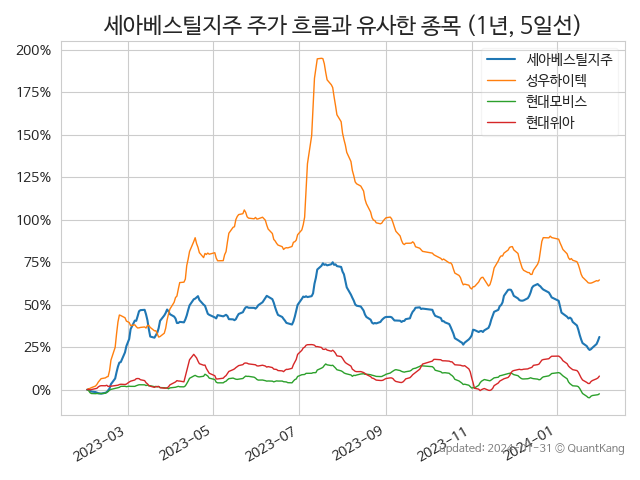 세아베스틸지주 주가 흐름과 유사한 종목 (1년, 5일선)
200%
175%
150%
125%
100%
75%
50%
25%
0%
세아베스틸지주
성우하이텍
현대모비스
현대위아
2023-03
2023-05
2023-07
2023-09
2023-11
2024-01
updated: 2024-01-31 © QuantKang